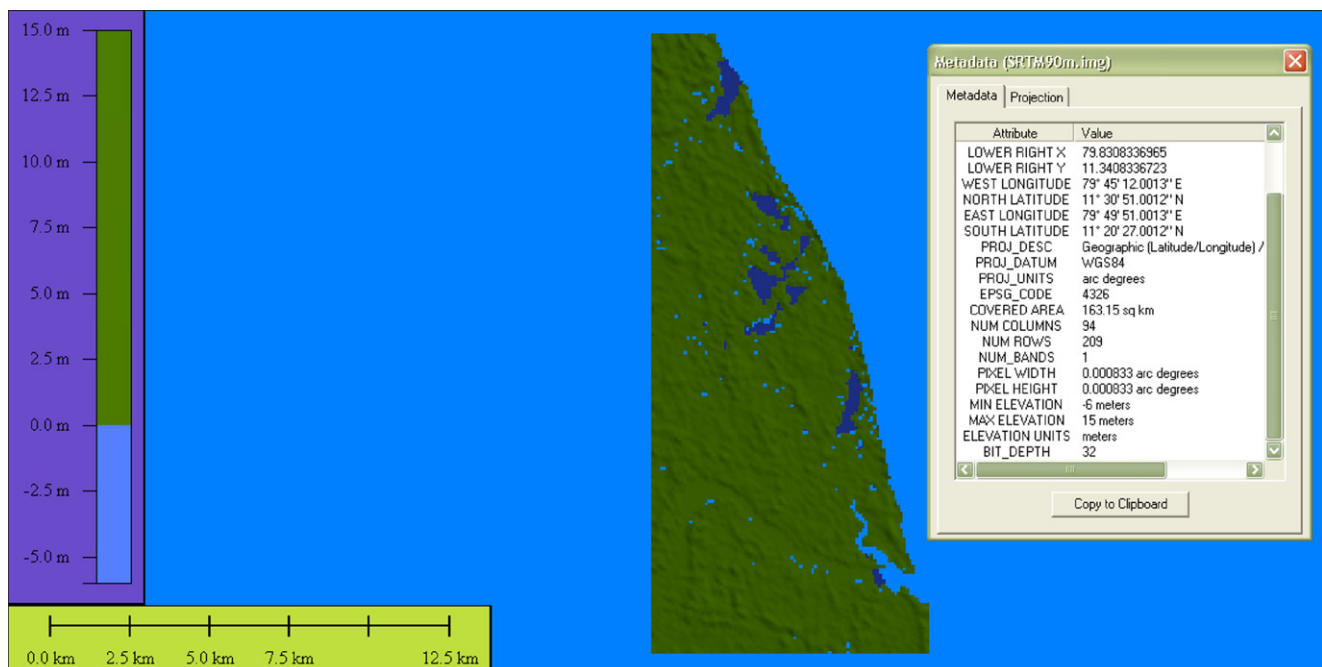 15.0 m
12.5 m
10.0 m
7.5 m
5.0 m
2.5 m
0.0 m
-2.5 m
-5.0 m
0.0 km 2.5 km 5.0 km 7.5 km 12.5 km
Metadata (SRTM90m.img)
Metadata Projection
Attribute Value
LOWER RIGHT X 79.8308336965
LOWER RIGHT Y 11.3408336723
WEST LONGITUDE 79° 45' 12.0013" E
NORTH LATITUDE 11° 30' 51.0012" N
EAST LONGITUDE 79° 49' 51.0013" E
SOUTH LATITUDE 11° 20' 27.0012" N
PROJ_DESC Geographic (Latitude/Longitude) /
PROJ_DATUM WGS84
PROJ_UNITS arc degrees
EPSG_CODE 4326
COVERED AREA 163.15 sq km
NUM COLUMNS 94
NUM ROWS 209
NUM_BANDS 1
PIXEL WIDTH 0.000833 arc degrees
PIXEL HEIGHT 0.000833 arc degrees
MIN ELEVATION -6 meters
MAX ELEVATION 15 meters
ELEVATION UNITS meters
BIT_DEPTH 32
Copy to Clipboard